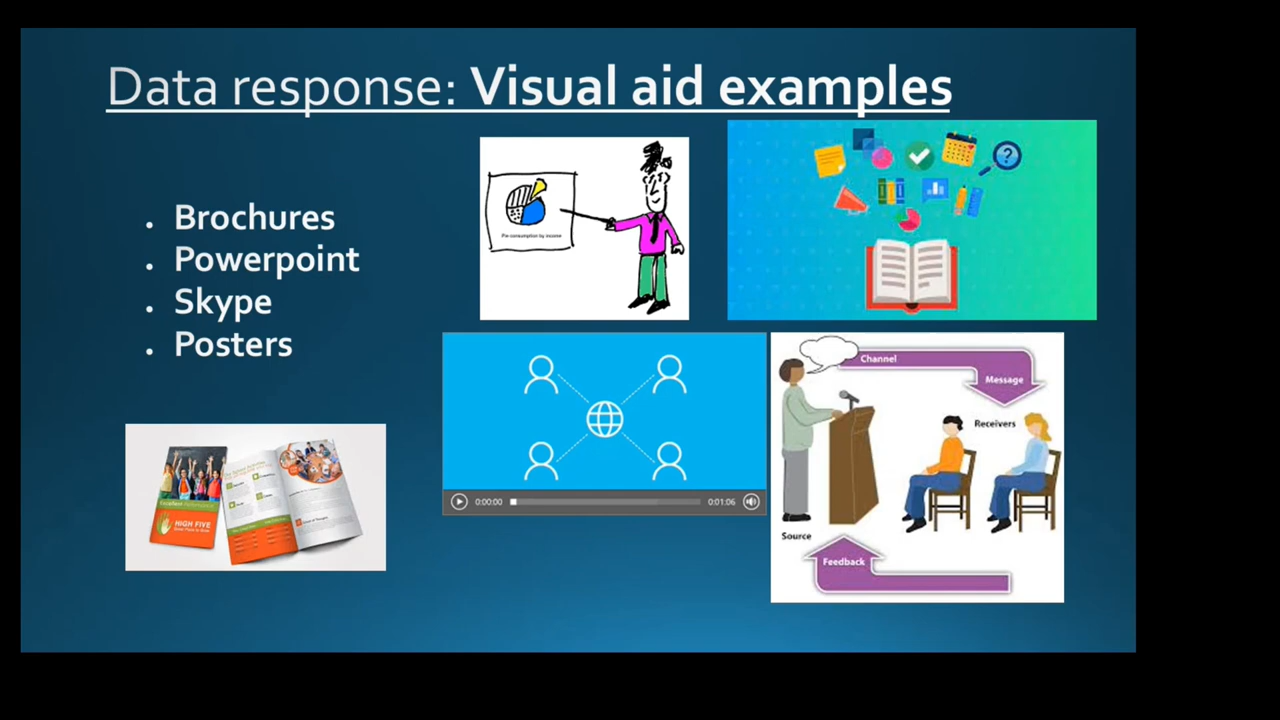 Data response: Visual aid examples
. Brochures
. Powerpoint
. Skype
. Posters
Pie consumption by income
Channel
Message
Receivers
Source
Feedback
0:00:00
0:01:06
HIGH FIVE
?